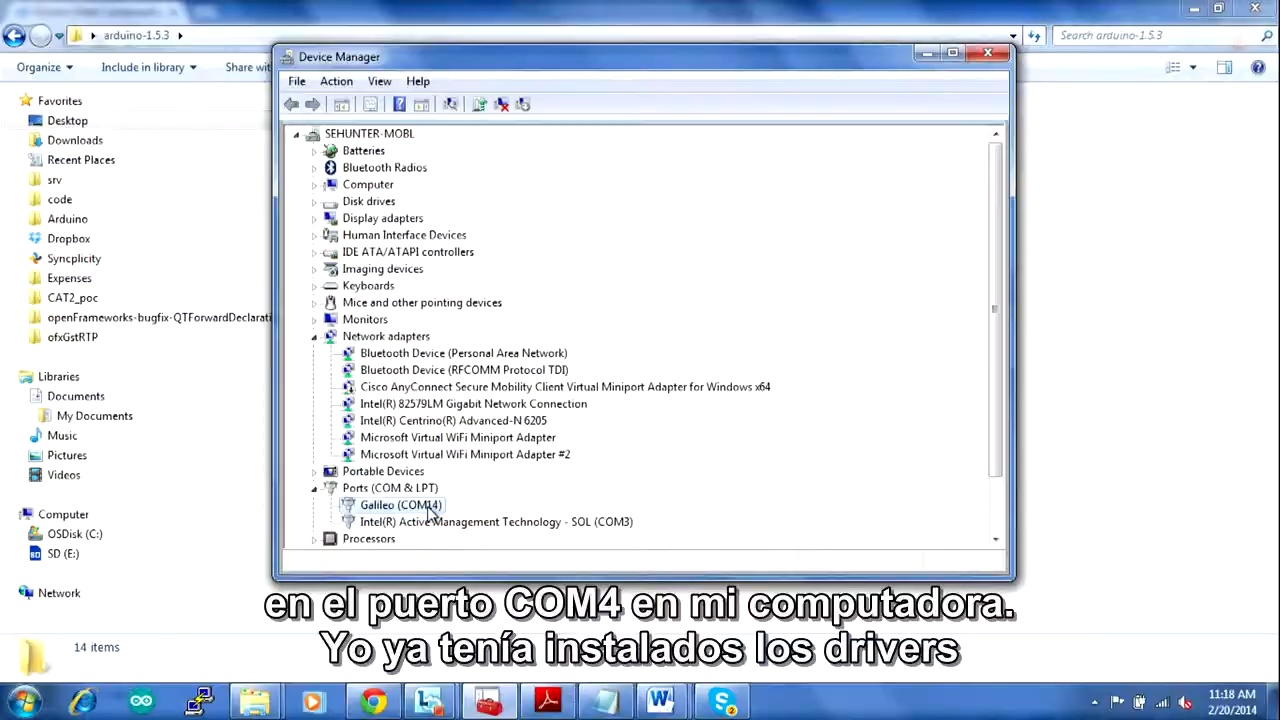 arduino-1.5.3
Search arduino-1.5.3
Organize
Include in library
Share wit
Favorites
Desktop
Downloads
Recent Places
srv
code
Arduino
Dropbox
Syncplicity
Expenses
CAT2_poc
openFrameworks-bugfix-QTForwardDeclarati
ofxGstRTP
Libraries
Documents
My Documents
Music
Pictures
Videos
Computer
OSDisk (C:)
SD (E:)
Network
14 items
Device Manager
File Action View Help
SEHUNTER-MOBL
Batteries
Bluetooth Radios
Computer
Disk drives
Display adapters
Human Interface Devices
IDE ATA/ATAPI controllers
Imaging devices
Keyboards
Mice and other pointing devices
Monitors
Network adapters
Bluetooth Device (Personal Area Network)
Bluetooth Device (RFCOMM Protocol TDI)
Cisco AnyConnect Secure Mobility Client Virtual Miniport Adapter for Windows x64
Intel(R) 82579LM Gigabit Network Connection
Intel(R) Centrino(R) Advanced-N 6205
Microsoft Virtual WiFi Miniport Adapter
Microsoft Virtual WiFi Miniport Adapter #2
Portable Devices
Ports (COM & LPT)
Galileo (COM14)
Intel(R) Active Management Technology - SOL (COM3)
Processors
en el puerto COM4 en mi computadora.
Yo ya tenía instalados los drivers
11:18 AM
2/20/2014